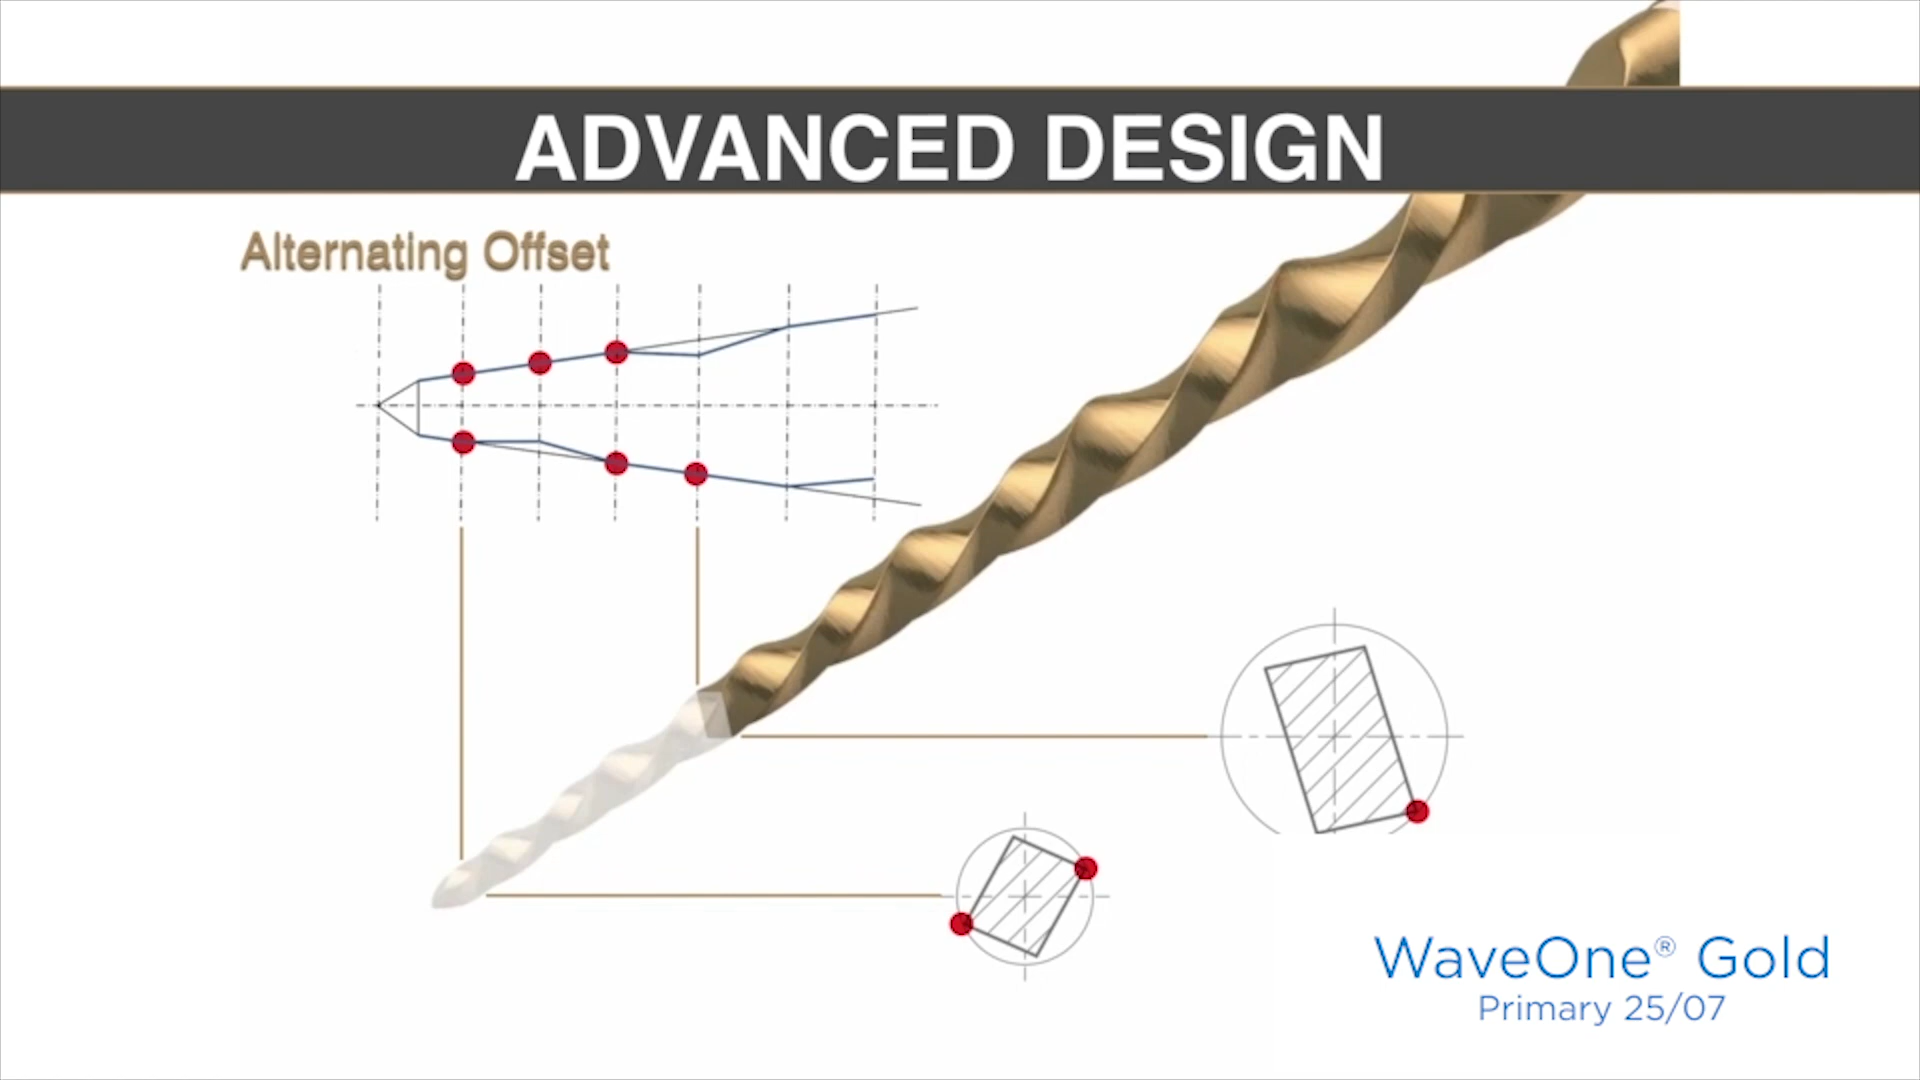 ADVANCED DESIGN
Alternating Offset
WaveOne® Gold
Primary 25/07